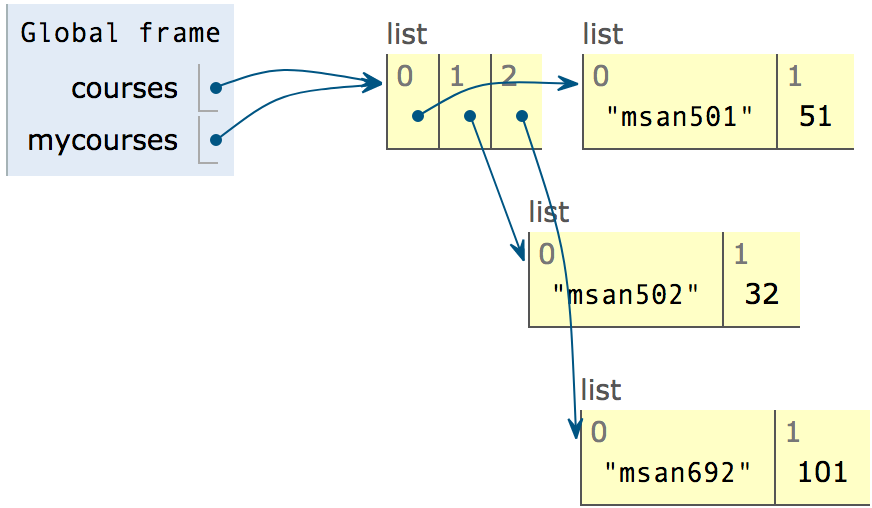 Global frame
courses
mycourses
list
0 1 2
list
0 1
"msan501" 51
list
0 1
"msan502" 32
list
0 1
"msan692" 101